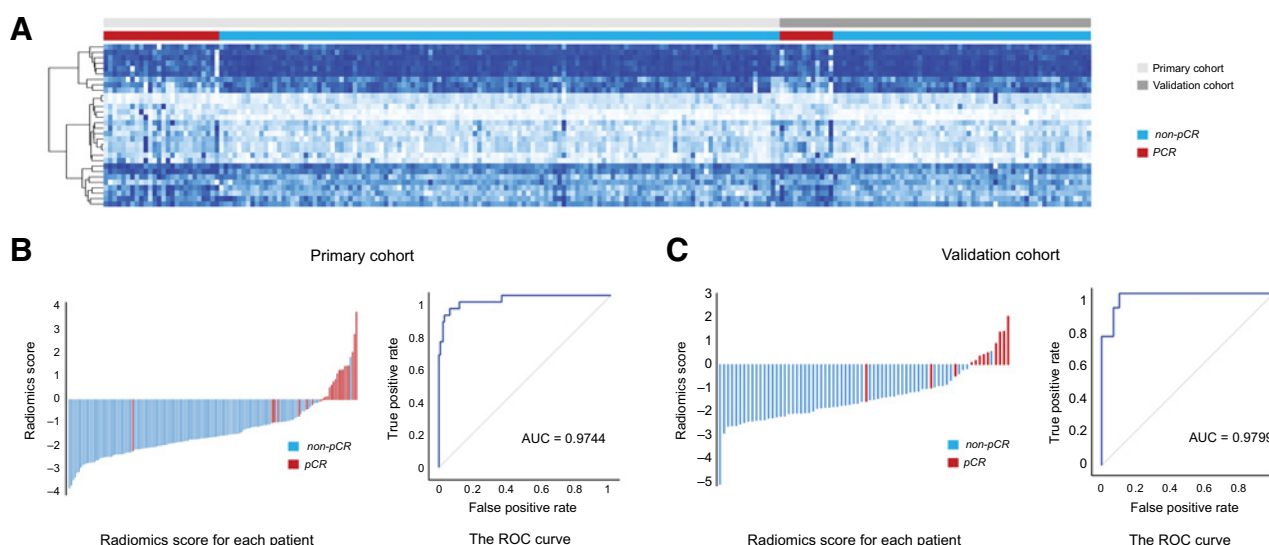 A
Primary cohort
Validation cohort
non-pCR
PCR
B
Primary cohort
Radiomics score
4
3
2
1
0
–1
–2
–3
–4
non-pCR
pCR
Radiomics score for each patient
True positive rate
1
0.8
0.6
0.4
0.2
0
AUC = 0.9744
0 0.2 0.4 0.6 0.8 1
False positive rate
The ROC curve
C
Validation cohort
Radiomics score
3
2
1
0
–1
–2
–3
–4
–5
non-pCR
pCR
Radiomics score for each patient
True positive rate
1
0.8
0.6
0.4
0.2
0
AUC = 0.9799
0 0.2 0.4 0.6 0.8
False positive rate
The ROC curve